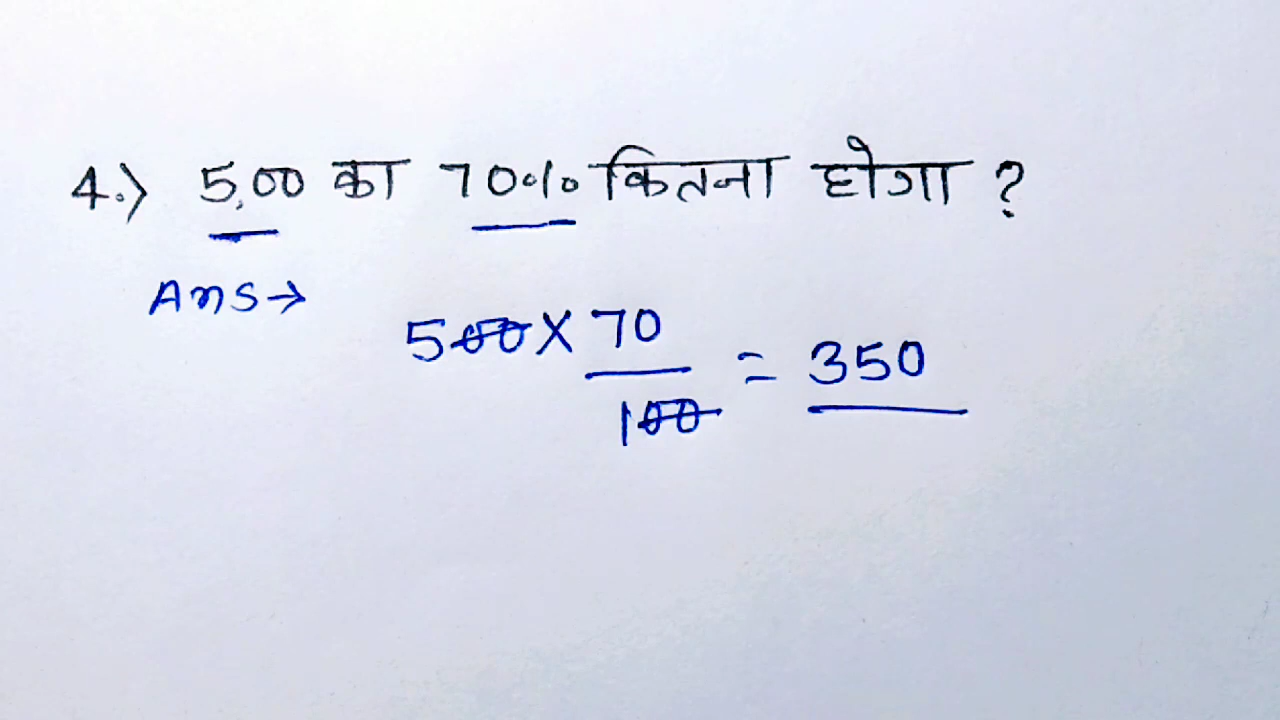 4.) 5,00 का 70% कितना होगा ?
Ans →
500 × 70/100 = 350